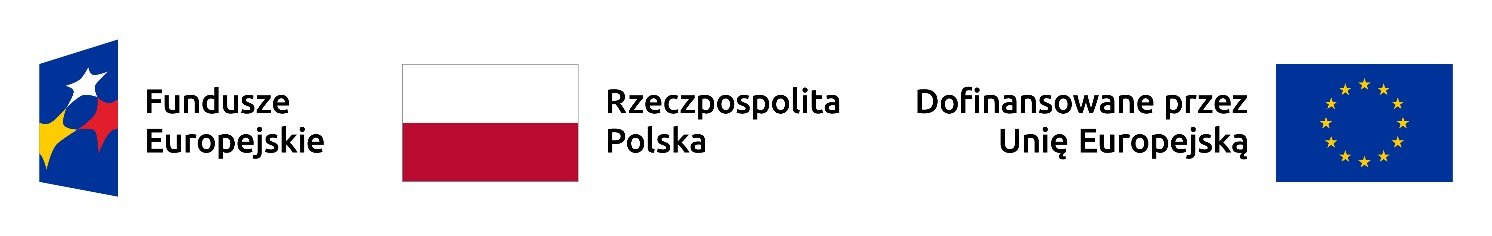 Fundusze
Europejskie
Rzeczpospolita
Polska
Dofinansowane przez
Unię Europejską